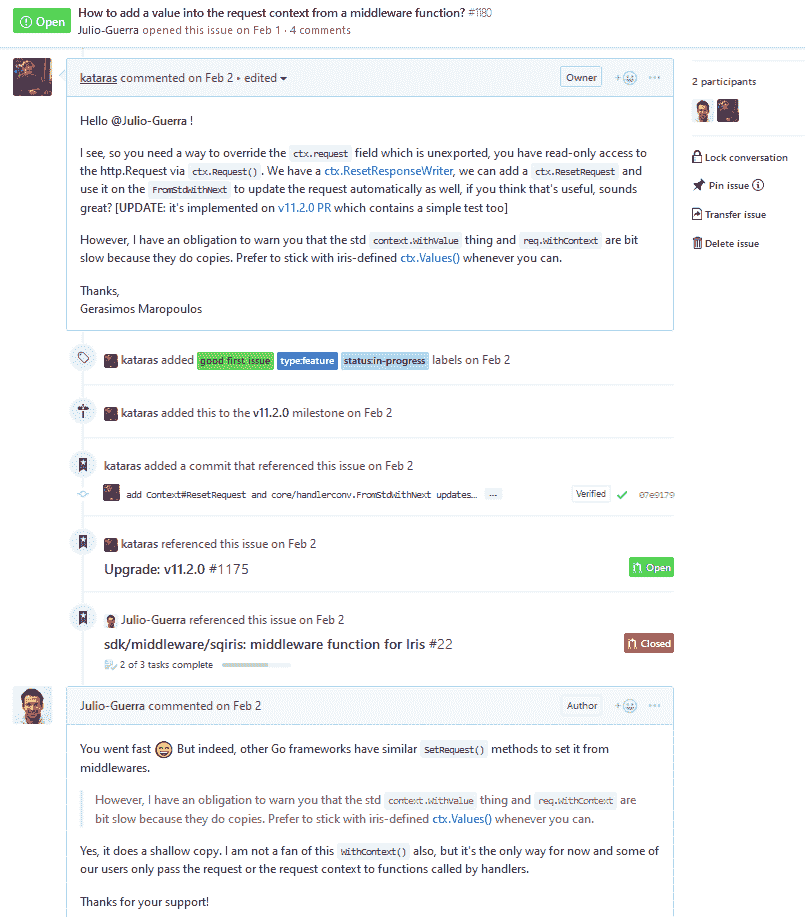 Open
How to add a value into the request context from a middleware function? #1180
Julio-Guerra opened this issue on Feb 1 · 4 comments
kataras commented on Feb 2 • edited
Owner
Hello @Julio-Guerra !
I see, so you need a way to override the ctx.request field which is unexported, you have read-only access to
the http.Request via ctx.Request() . We have a ctx.ResetResponseWriter, we can add a ctx.ResetRequest and
use it on the FromStdWithNext to update the request automatically as well, if you think that's useful, sounds
great? [UPDATE: it's implemented on v11.2.0 PR which contains a simple test too]
However, I have an obligation to warn you that the std context.WithValue thing and req.WithContext are bit
slow because they do copies. Prefer to stick with iris-defined ctx.Values() whenever you can.
Thanks,
Gerasimos Maropoulos
2 participants
Lock conversation
Pin issue
Transfer issue
Delete issue
kataras added good first issue type:feature status:in-progress labels on Feb 2
kataras added this to the v11.2.0 milestone on Feb 2
kataras added a commit that referenced this issue on Feb 2
add Context#ResetRequest and core/handlerconv.FromStdWithNext updates… ...
Verified
07e9179
kataras referenced this issue on Feb 2
Upgrade: v11.2.0 #1175
Open
Julio-Guerra referenced this issue on Feb 2
sdk/middleware/sqiris: middleware function for Iris #22
Closed
2 of 3 tasks complete
Julio-Guerra commented on Feb 2
Author
You went fast 😄 But indeed, other Go frameworks have similar SetRequest() methods to set it from
middlewares.
However, I have an obligation to warn you that the std context.WithValue thing and req.WithContext are
bit slow because they do copies. Prefer to stick with iris-defined ctx.Values() whenever you can.
Yes, it does a shallow copy. I am not a fan of this WithContext() also, but it's the only way for now and some of
our users only pass the request or the request context to functions called by handlers.
Thanks for your support!